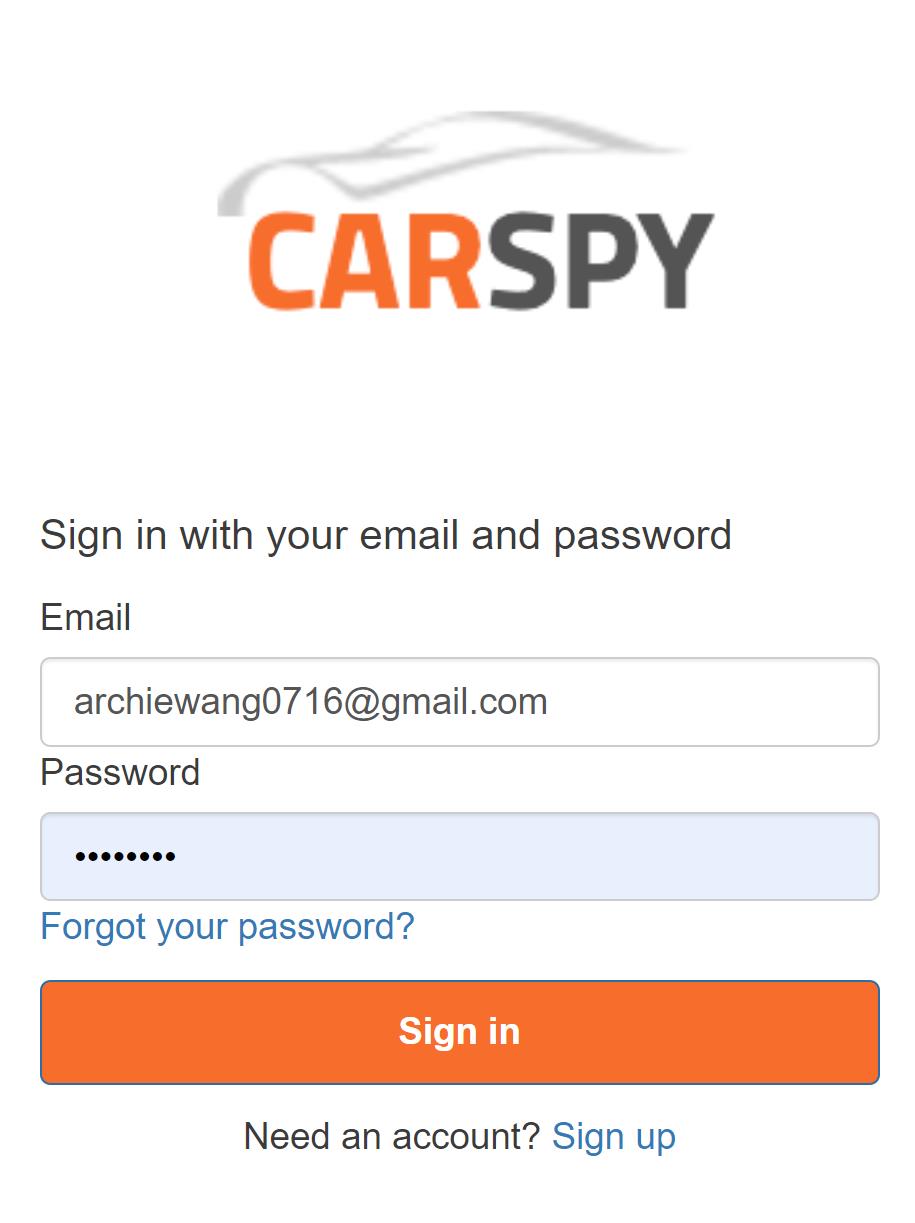 CARSPY
Sign in with your email and password
Email
archiewang0716@gmail.com
Password
••••••••
Forgot your password?
Sign in
Need an account? Sign up